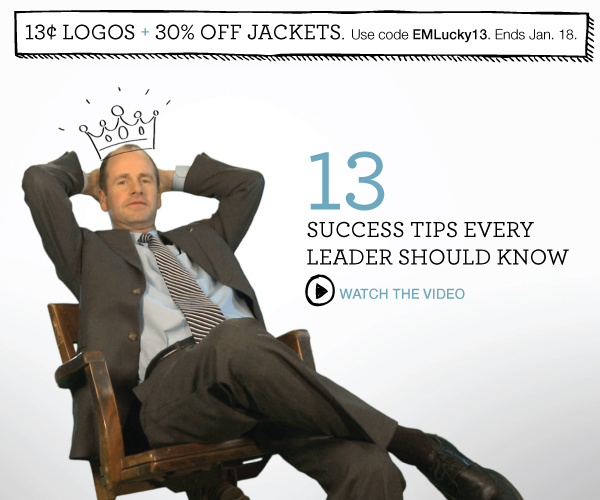 13¢ LOGOS + 30% OFF JACKETS. Use code EMLucky13. Ends Jan. 18.
13
SUCCESS TIPS EVERY
LEADER SHOULD KNOW
WATCH THE VIDEO